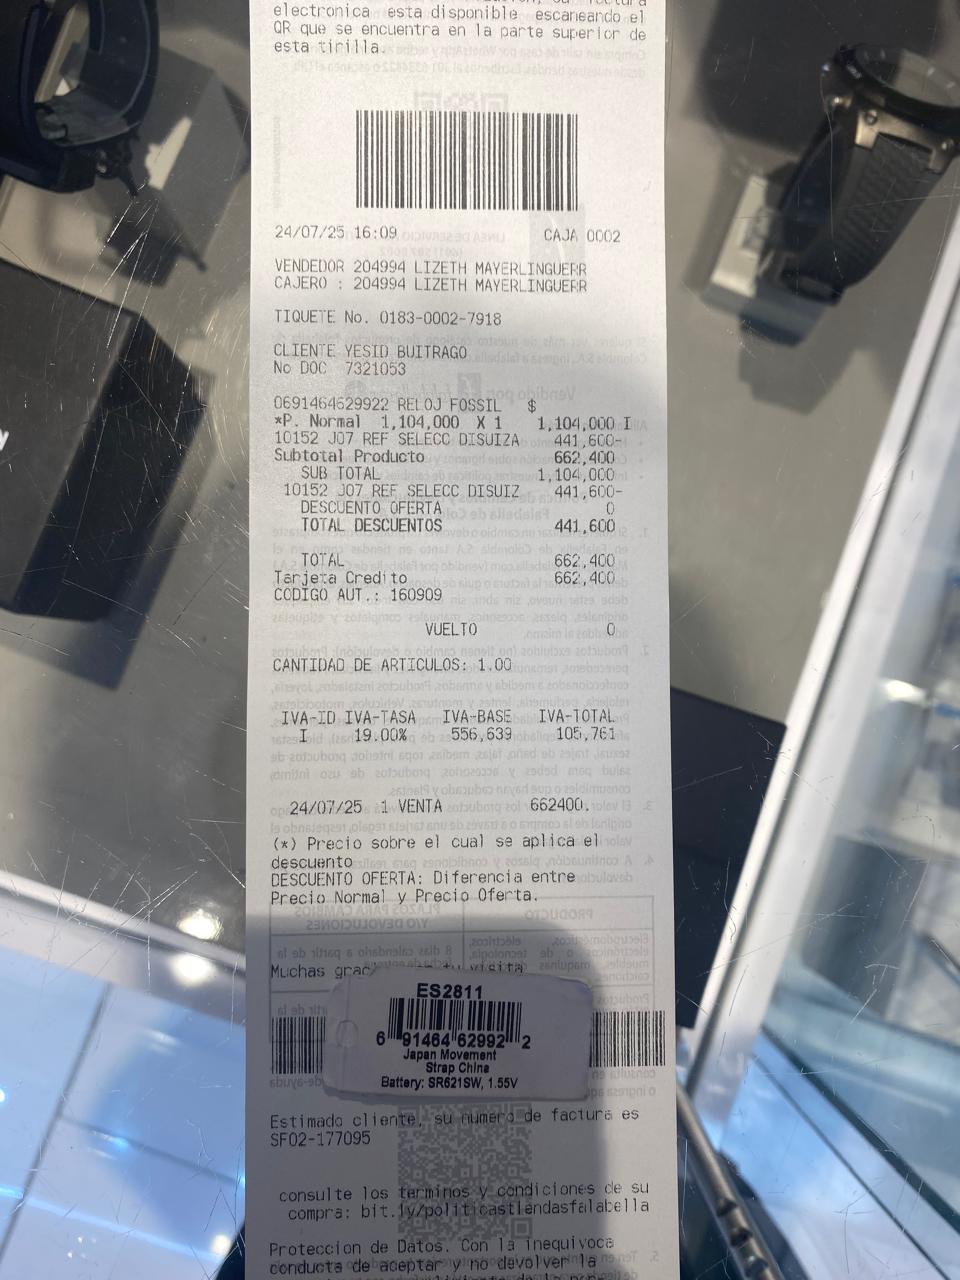 electronica esta disponible escaneando el
QR que se encuentra en la parte superior de
esta tirilla.
24/07/25 16:09 CAJA 0002
VENDEDOR 204994 LIZETH MAYERLINGUERR
CAJERO : 204994 LIZETH MAYERLINGUERR
TIQUETE No. 0183-0002-7918
CLIENTE YESID BUITRAGO
No DOC 7321053
0691464629922 RELOJ FOSSIL $
*P. Normal 1,104,000 X 1 1,104,000 I
10152 J07 REF SELECC DISUIZA 441,600-
Subtotal Producto 662,400
SUB TOTAL 1,104,000
10152 J07 REF SELECC DISUIZ 441,600-
DESCUENTO OFERTA 0
TOTAL DESCUENTOS 441,600
TOTAL 662,400
Tarjeta Credito 662,400
CODIGO AUT.: 160909
VUELTO 0
CANTIDAD DE ARTICULOS: 1.00
IVA-ID IVA-TASA IVA-BASE IVA-TOTAL
I 19.00% 556,639 105,761
24/07/25 1 VENTA 662400.
(*) Precio sobre el cual se aplica el
descuento
DESCUENTO OFERTA: Diferencia entre
Precio Normal y Precio Oferta.
Muchas visita
ES2811
6 91464 62992 2
Japan Movement
Strap China
Battery: SR621SW, 1.55V
Estimado cliente, su numero de factura es
SF02-177095
consulte los terminos y condiciones de su
compra: bit.ly/politicastiendasfalabella
Proteccion de Datos. Con la inequivoca
conducta de aceptar y no devolver la